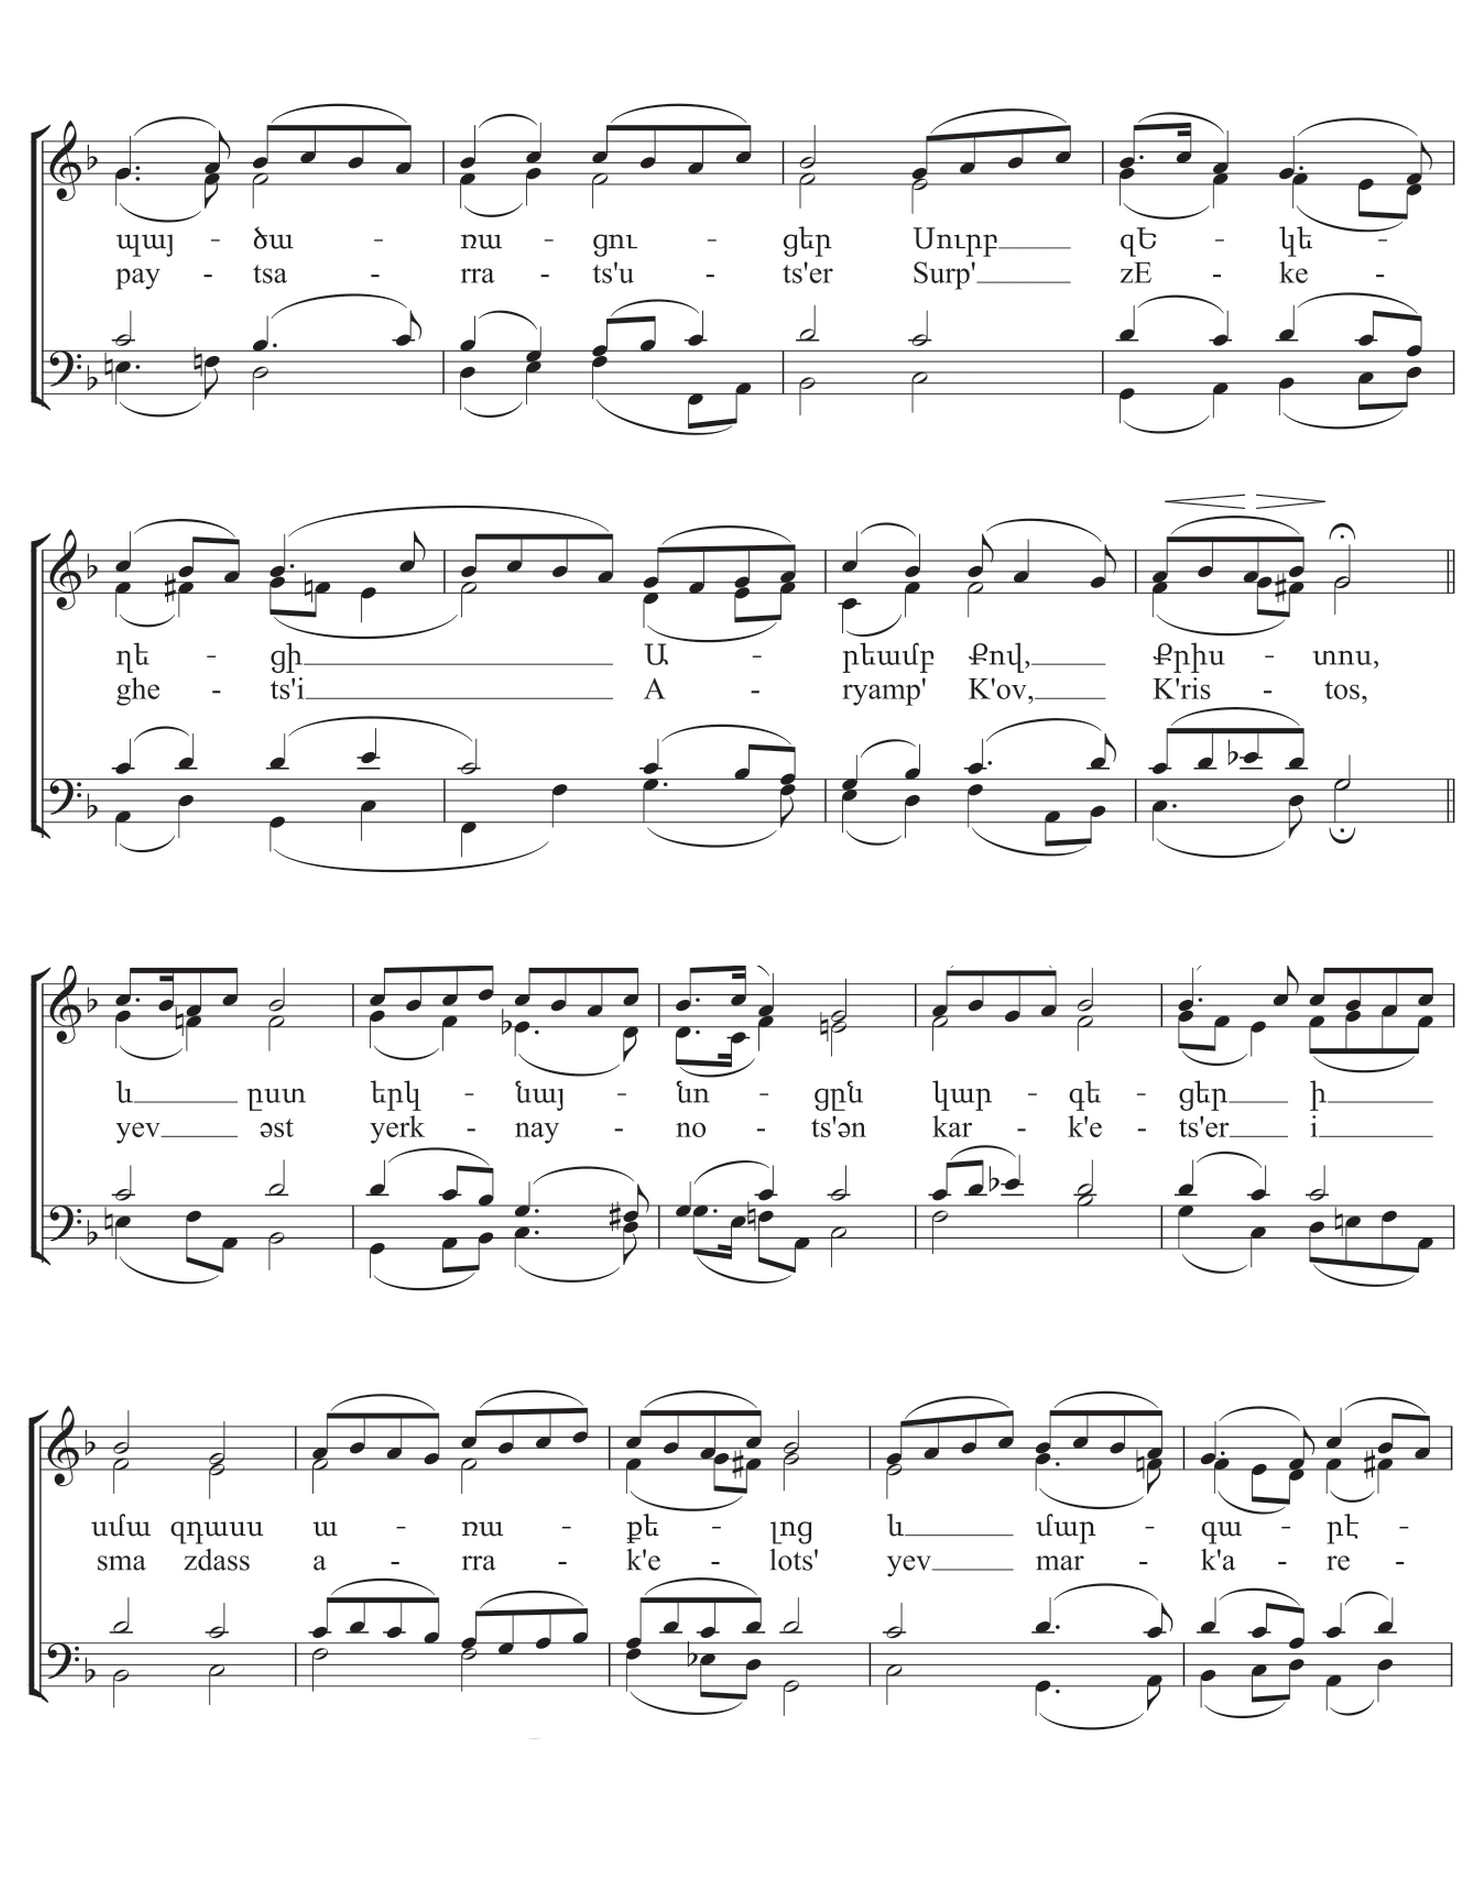 պայ - ծա - ռա - ցու - ցեր Սուրբ zԵ - կե -
pay - tsa - rra - ts'u - ts'er Surp' zE - ke -
ղե - ցի Ա - րեամբ Քով, Քրիս - տոս,
ghe - ts'i A - ryamp' K'ov, K'ris - tos,
և ըստ երկ - նայ - նո - ցըն կար - գե - ցեր ի
yev əst yerk - nay - no - ts'ən kar - k'e - ts'er i
սմա զդասս ա - ռա - քե - լոց և մար - գա - րէ -
sma zdass a - rra - k'e - lots' yev mar - k'a - re -